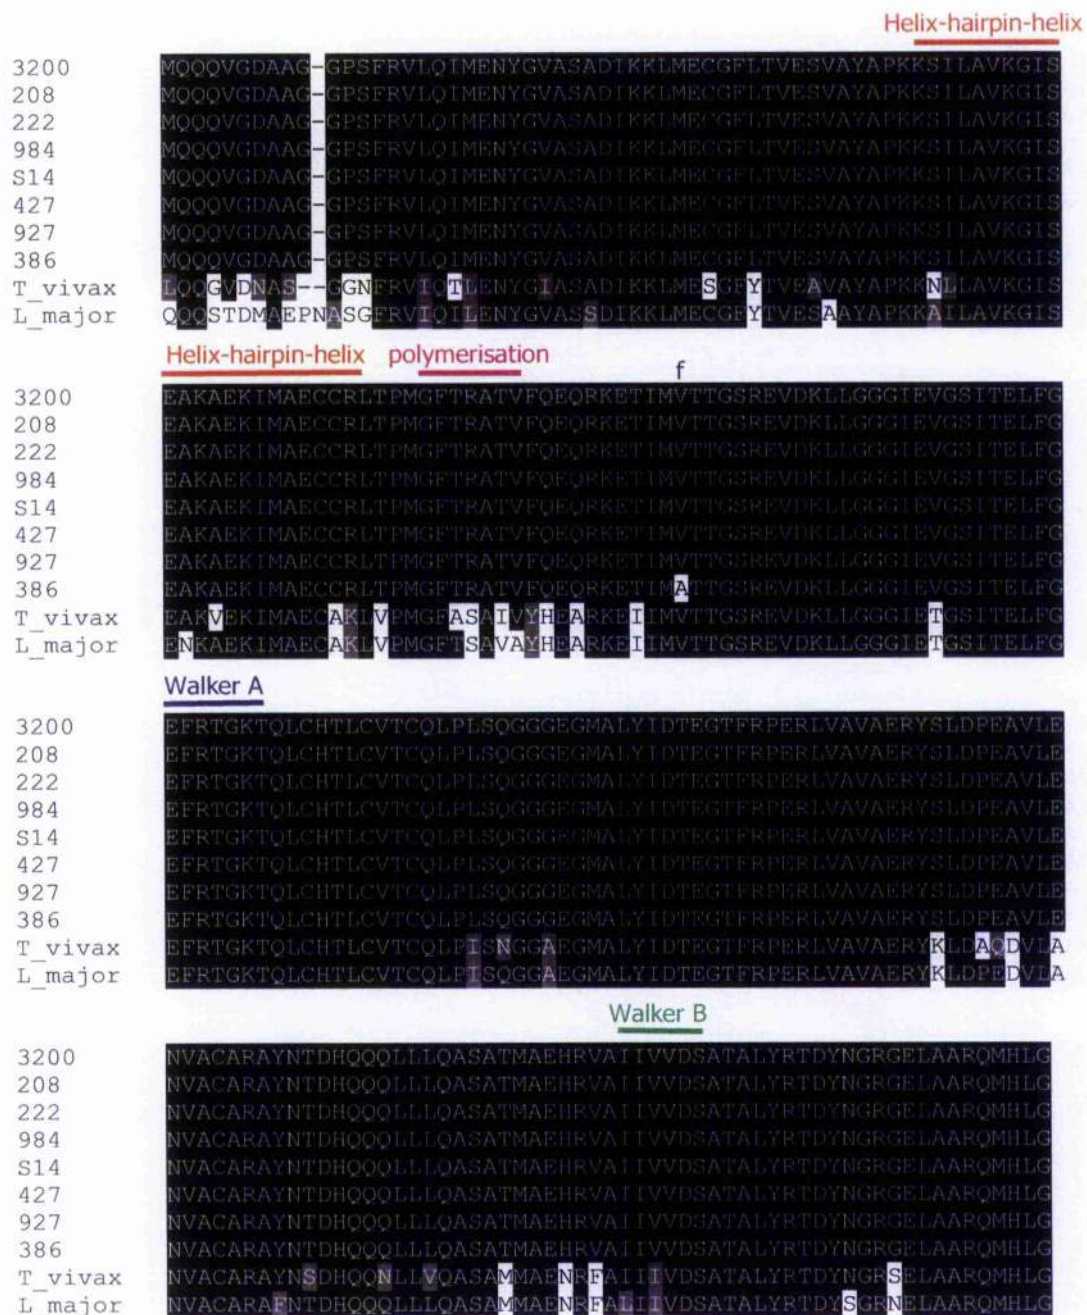 Helix-hairpin-helix
3200 MQQQVGDAAG-GPSFRVLQIMENYGVASADIKKLMECGFLTVESVAYAPKKSILAVKGIS
208 MQQQVGDAAG-GPSFRVLQIMENYGVASADIKKLMECGFLTVESVAYAPKKSILAVKGIS
222 MQQQVGDAAG-GPSFRVLQIMENYGVASADIKKLMECGFLTVESVAYAPKKSILAVKGIS
984 MQQQVGDAAG-GPSFRVLQIMENYGVASADIKKLMECGFLTVESVAYAPKKSILAVKGIS
S14 MQQQVGDAAG-GPSFRVLQIMENYGVASADIKKLMECGFLTVESVAYAPKKSILAVKGIS
427 MQQQVGDAAG-GPSFRVLQIMENYGVASADIKKLMECGFLTVESVAYAPKKSILAVKGIS
927 MQQQVGDAAG-GPSFRVLQIMENYGVASADIKKLMECGFLTVESVAYAPKKSILAVKGIS
386 MQQQVGDAAG-GPSFRVLQIMENYGVASADIKKLMECGFLTVESVAYAPKKSILAVKGIS
T_vivax LQQGVDNAS--GGNFRVIQTLENYGIASADIKKLMESGFYTVEAVAYAPKKNLLAVKGIS
L_major QQQSTDMAEPNASGFRVIQILENYGVASSDIKKLMECGFYTVESAAYAPKKAILAVKGIS
Helix-hairpin-helix polymerisation f
3200 EAKAEKIMAECCRLTPMGFTRATVFQEQRKETIMVTTGSREVDKLLGGGIEVGSITELFG
208 EAKAEKIMAECCRLTPMGFTRATVFQEQRKETIMVTTGSREVDKLLGGGIEVGSITELFG
222 EAKAEKIMAECCRLTPMGFTRATVFQEQRKETIMVTTGSREVDKLLGGGIEVGSITELFG
984 EAKAEKIMAECCRLTPMGFTRATVFQEQRKETIMVTTGSREVDKLLGGGIEVGSITELFG
S14 EAKAEKIMAECCRLTPMGFTRATVFQEQRKETIMVTTGSREVDKLLGGGIEVGSITELFG
427 EAKAEKIMAECCRLTPMGFTRATVFQEQRKETIMVTTGSREVDKLLGGGIEVGSITELFG
927 EAKAEKIMAECCRLTPMGFTRATVFQEQRKETIMVTTGSREVDKLLGGGIEVGSITELFG
386 EAKAEKIMAECCRLTPMGFTRATVFQEQRKETIMATTGSREVDKLLGGGIEVGSITELFG
T_vivax EAKVEKIMAECAKLVPMGFASAIVYHEARKEIIMVTTGSREVDKLLGGGIETGSITELFG
L_major ENKAEKIMAECAKLVPMGFTSAVAYHEARKEIIMVTTGSREVDKLLGGGIETGSITELFG
Walker A
3200 EFRTGKTQLCHTLCVTCQLPLSQGGGEGMALYIDTEGTFRPERLVAVAERYSLDPEAVLE
208 EFRTGKTQLCHTLCVTCQLPLSQGGGEGMALYIDTEGTFRPERLVAVAERYSLDPEAVLE
222 EFRTGKTQLCHTLCVTCQLPLSQGGGEGMALYIDTEGTFRPERLVAVAERYSLDPEAVLE
984 EFRTGKTQLCHTLCVTCQLPLSQGGGEGMALYIDTEGTFRPERLVAVAERYSLDPEAVLE
S14 EFRTGKTQLCHTLCVTCQLPLSQGGGEGMALYIDTEGTFRPERLVAVAERYSLDPEAVLE
427 EFRTGKTQLCHTLCVTCQLPLSQGGGEGMALYIDTEGTFRPERLVAVAERYSLDPEAVLE
927 EFRTGKTQLCHTLCVTCQLPLSQGGGEGMALYIDTEGTFRPERLVAVAERYSLDPEAVLE
386 EFRTGKTQLCHTLCVTCQLPLSQGGGEGMALYIDTEGTFRPERLVAVAERYSLDPEAVLE
T_vivax EFRTGKTQLCHTLCVTCQLPISNGGAEGMALYIDTEGTFRPERLVAVAERYKLDAQDVLA
L_major EFRTGKTQLCHTLCVTCQLPISQGGAEGMALYIDTEGTFRPERLVAVAERYKLDPEDVLA
Walker B
3200 NVACARAYNTDHQQQLLLQASATMAEHRVAIIVVDSATALYRTDYNGRGELAARQMHLG
208 NVACARAYNTDHQQQLLLQASATMAEHRVAIIVVDSATALYRTDYNGRGELAARQMHLG
222 NVACARAYNTDHQQQLLLQASATMAEHRVAIIVVDSATALYRTDYNGRGELAARQMHLG
984 NVACARAYNTDHQQQLLLQASATMAEHRVAIIVVDSATALYRTDYNGRGELAARQMHLG
S14 NVACARAYNTDHQQQLLLQASATMAEHRVAIIVVDSATALYRTDYNGRGELAARQMHLG
427 NVACARAYNTDHQQQLLLQASATMAEHRVAIIVVDSATALYRTDYNGRGELAARQMHLG
927 NVACARAYNTDHQQQLLLQASATMAEHRVAIIVVDSATALYRTDYNGRGELAARQMHLG
386 NVACARAYNTDHQQQLLLQASATMAEHRVAIIVVDSATALYRTDYNGRGELAARQMHLG
T_vivax NVACARAYNSDHQQNLLVQASAMMAENRFAIIIVDSATALYRTDYNGRSELAARQMHLG
L_major NVACARAFNTDHQQQLLLQASAMMAENRFALIIVDSATALYRTDYSGRNELAARQMHLG